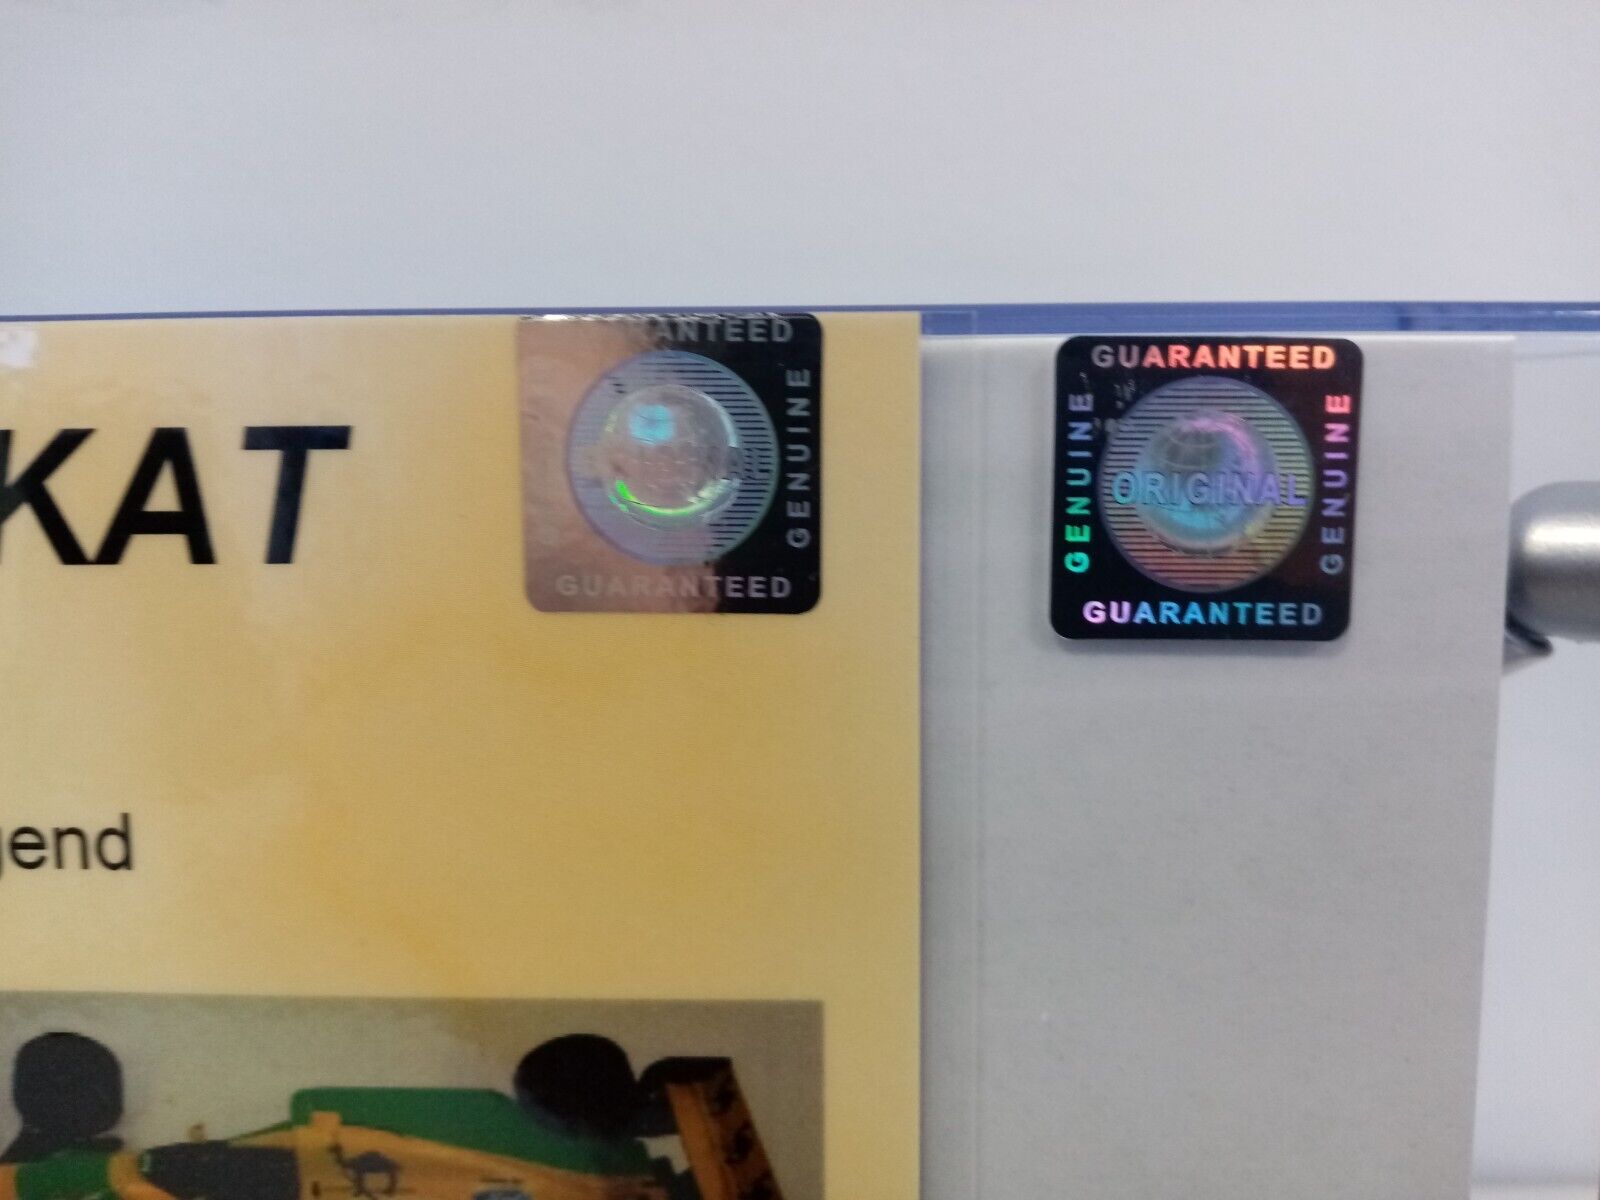 KAT
gend
GUARANTEED
GENUINE
GUARANTEED
GUARANTEED
GENUINE
ORIGINAL
GENUINE
GUARANTEED